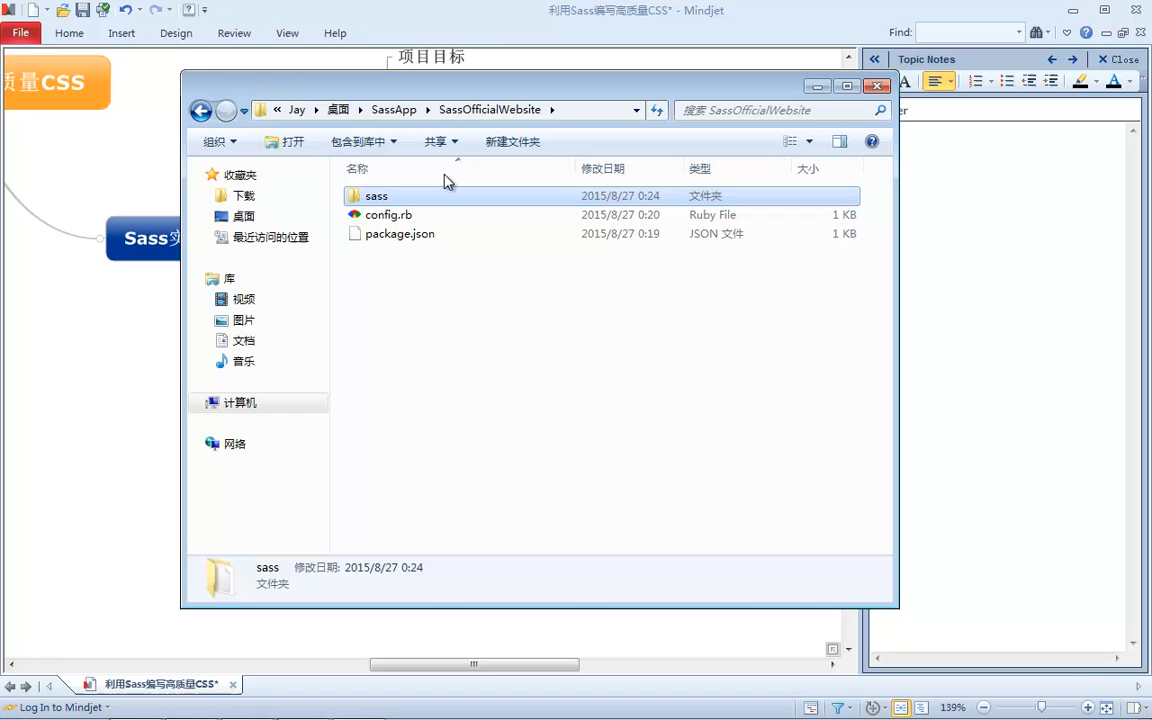 利用Sass编写高质量CSS* - Mindjet
File Home Insert Design Review View Help Find:
质量CSS
项目目标
Topic Notes Close
er
Sass实
« Jay 桌面 SassApp SassOfficialWebsite 搜索 SassOfficialWebsite
组织 打开 包含到库中 共享 新建文件夹
名称 修改日期 类型 大小
sass 2015/8/27 0:24 文件夹
config.rb 2015/8/27 0:20 Ruby File 1 KB
package.json 2015/8/27 0:19 JSON 文件 1 KB
收藏夹
下载
桌面
最近访问的位置
库
视频
图片
文档
音乐
计算机
网络
sass 修改日期: 2015/8/27 0:24
文件夹
利用Sass编写高质量CSS*
Log In to Mindjet 139%